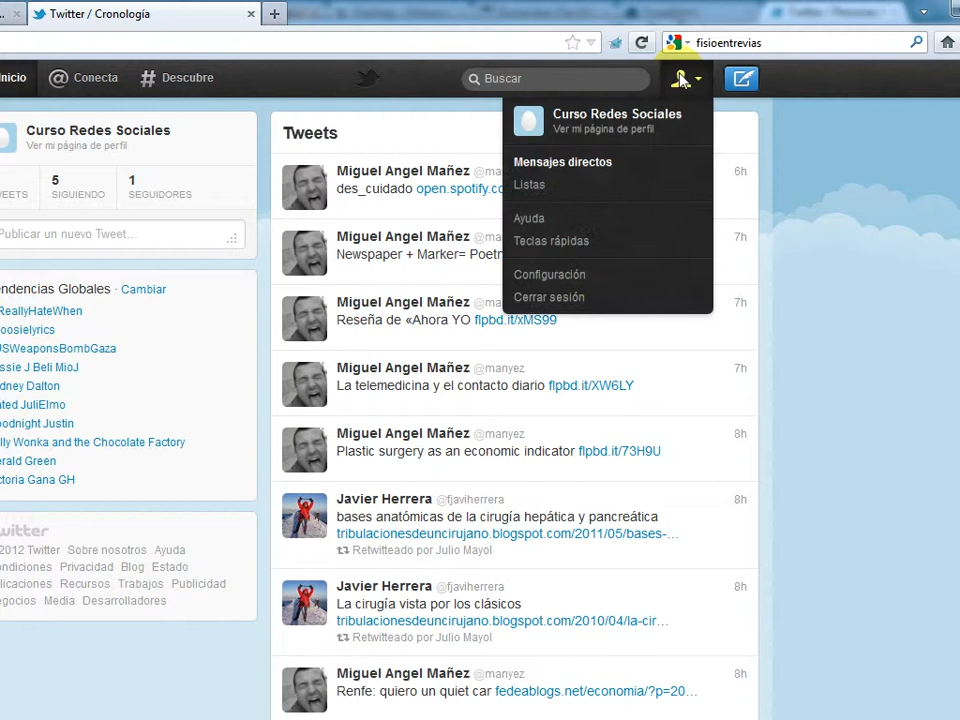 Twitter / Cronología
fisioentrevias
Inicio
Conecta
Descubre
Buscar
Curso Redes Sociales
Ver mi página de perfil
Mensajes directos
Listas
Ayuda
Teclas rápidas
Configuración
Cerrar sesión
Curso Redes Sociales
Ver mi página de perfil
WEETS
5
SIGUIENDO
1
SEGUIDORES
Publicar un nuevo Tweet…
endencias Globales · Cambiar
ReallyHateWhen
oosielyrics
USWeaponsBombGaza
ssie J Beli MioJ
dney Dalton
ated JuliElmo
oodnight Justin
lly Wonka and the Chocolate Factory
erald Green
ctoria Gana GH
witter
2012 Twitter Sobre nosotros Ayuda
ondiciones Privacidad Blog Estado
licaciones Recursos Trabajos Publicidad
egocios Media Desarrolladores
Tweets
Miguel Angel Mañez @ma 6h
des_cuidado open.spotify.co
Miguel Angel Mañez @ma 7h
Newspaper + Marker= Poetr
Miguel Angel Mañez @ma 7h
Reseña de «Ahora YO flpbd.it/xMS99
Miguel Angel Mañez @manyez 7h
La telemedicina y el contacto diario flpbd.it/XW6LY
Miguel Angel Mañez @manyez 8h
Plastic surgery as an economic indicator flpbd.it/73H9U
Javier Herrera @fjaviherrera 8h
bases anatómicas de la cirugía hepática y pancreática
tribulacionesdeuncirujano.blogspot.com/2011/05/bases-…
Retwitteado por Julio Mayol
Javier Herrera @fjaviherrera 8h
La cirugía vista por los clásicos
tribulacionesdeuncirujano.blogspot.com/2010/04/la-cir…
Retwitteado por Julio Mayol
Miguel Angel Mañez @manyez 8h
Renfe: quiero un quiet car fedeablogs.net/economia/?p=20…